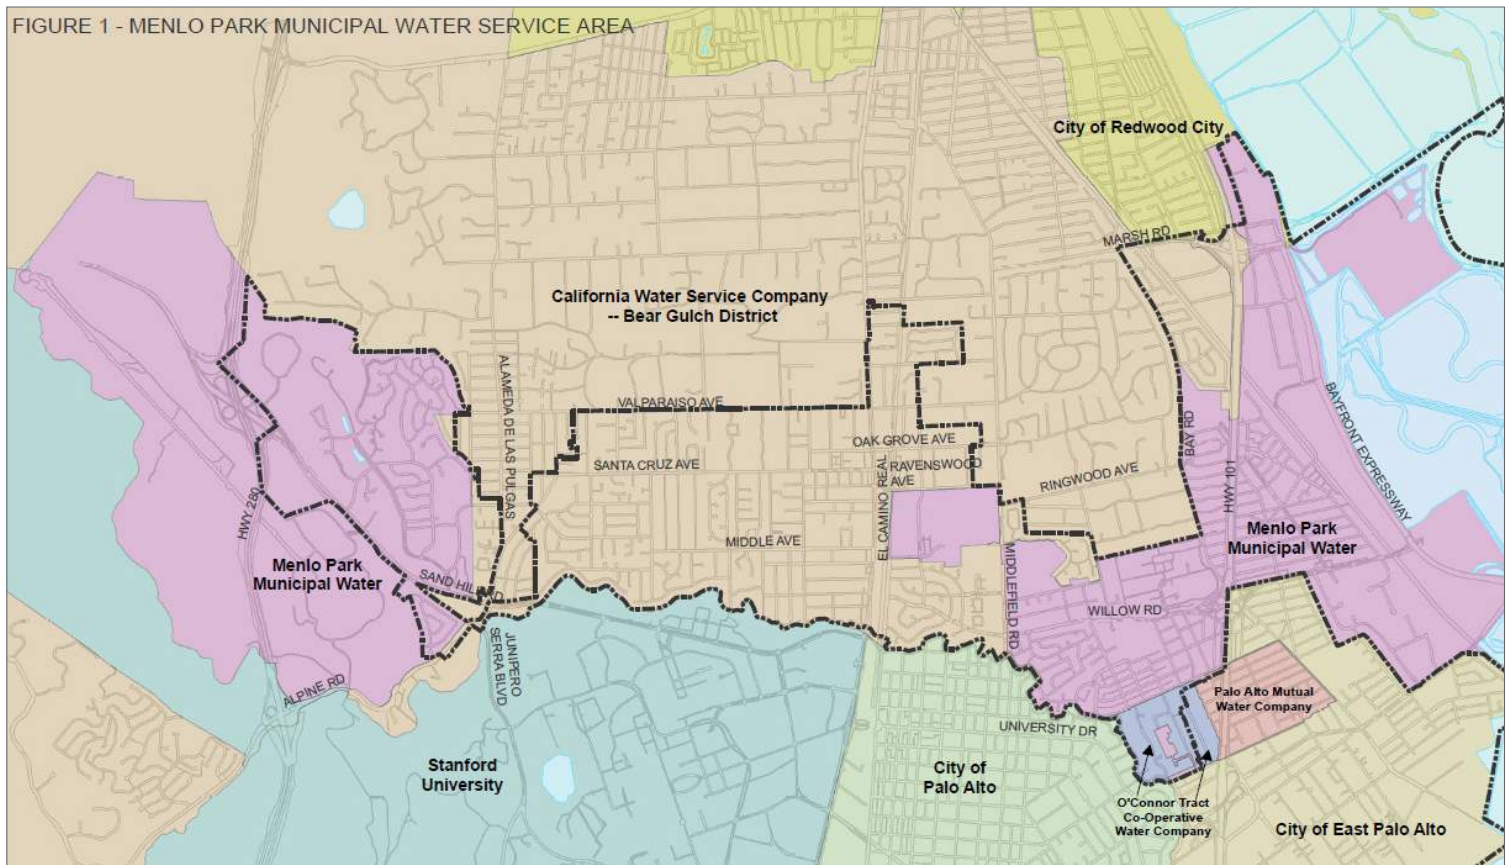 FIGURE 1 - MENLO PARK MUNICIPAL WATER SERVICE AREA
City of Redwood City
MARSH RD
California Water Service Company
-- Bear Gulch District
ALAMEDA DE LAS PULGAS
VALPARAISO AVE
BAYFRONT EXPRESSWAY
BAY RD
OAK GROVE AVE
SANTA CRUZ AVE
RAVENSWOOD
AVE
RINGWOOD AVE
EL CAMINO REAL
HWY 101
HWY 280
MIDDLE AVE
Menlo Park
Municipal Water
Menlo Park
Municipal Water
SAND HILL RD
MIDDLEFIELD RD
WILLOW RD
JUNIPERO
SERRA BLVD
ALPINE RD
Palo Alto Mutual
Water Company
UNIVERSITY DR
Stanford
University
City of
Palo Alto
O'Connor Tract
Co-Operative
Water Company
City of East Palo Alto